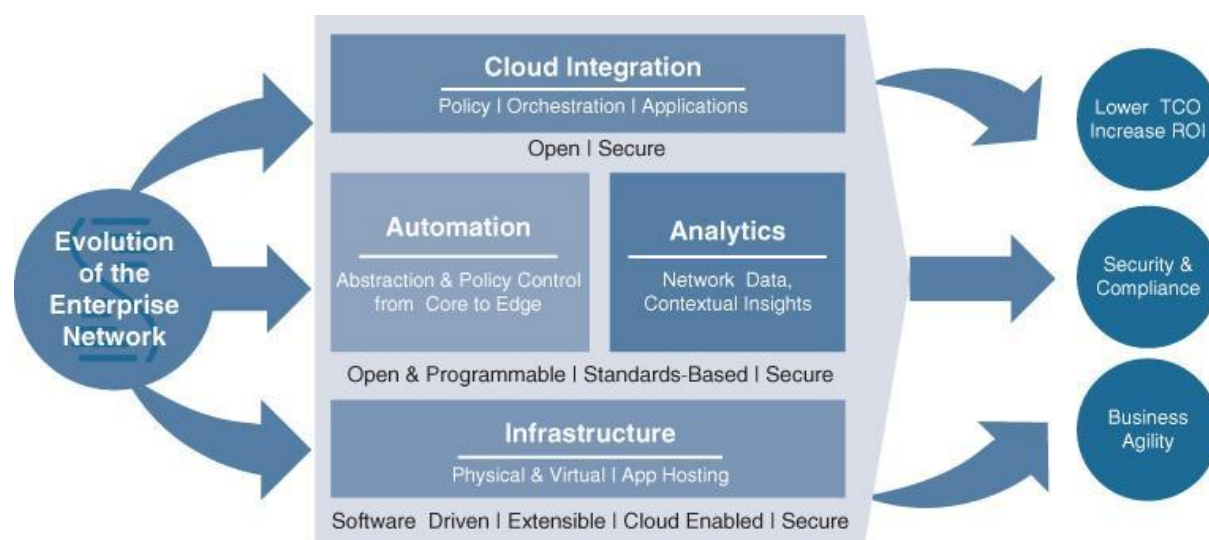 Evolution
of the
Enterprise
Network
Cloud Integration
Policy | Orchestration | Applications
Open | Secure
Automation
Abstraction & Policy Control
from Core to Edge
Analytics
Network Data,
Contextual Insights
Open & Programmable | Standards-Based | Secure
Infrastructure
Physical & Virtual | App Hosting
Software Driven | Extensible | Cloud Enabled | Secure
Lower TCO
Increase ROI
Security &
Compliance
Business
Agility